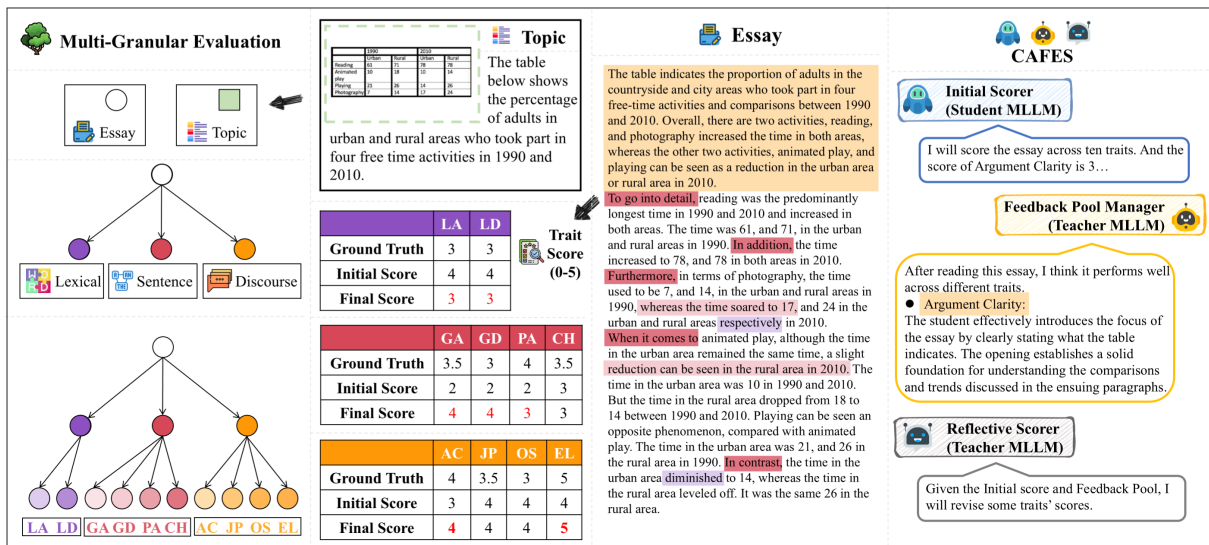 Multi-Granular Evaluation
Essay
Topic
Lexical
Sentence
Discourse
LA LD GA GD PA CH AC JP OS EL
1990 2010
Urban Rural Urban Rural
Reading 61 71 78 78
Animated play 10 18 10 14
Playing 21 26 14 26
Photography 7 14 17 24
Topic
The table
below shows
the percentage
of adults in
urban and rural areas who took part in
four free time activities in 1990 and
2010.
LA LD
Ground Truth 3 3
Initial Score 4 4
Final Score 3 3
Trait
Score
(0-5)
GA GD PA CH
Ground Truth 3.5 3 4 3.5
Initial Score 2 2 2 3
Final Score 4 4 3 3
AC JP OS EL
Ground Truth 4 3.5 3 5
Initial Score 3 4 4 4
Final Score 4 4 4 5
Essay
The table indicates the proportion of adults in the
countryside and city areas who took part in four
free-time activities and comparisons between 1990
and 2010. Overall, there are two activities, reading,
and photography increased the time in both areas,
whereas the other two activities, animated play, and
playing can be seen as a reduction in the urban area
or rural area in 2010.
To go into detail, reading was the predominantly
longest time in 1990 and 2010 and increased in
both areas. The time was 61, and 71, in the urban
and rural areas in 1990. In addition, the time
increased to 78, and 78 in both areas in 2010.
Furthermore, in terms of photography, the time
used to be 7, and 14, in the urban and rural areas in
1990, whereas the time soared to 17, and 24 in the
urban and rural areas respectively in 2010.
When it comes to animated play, although the time
in the urban area remained the same time, a slight
reduction can be seen in the rural area in 2010. The
time in the urban area was 10 in 1990 and 2010.
But the time in the rural area dropped from 18 to
14 between 1990 and 2010. Playing can be seen an
opposite phenomenon, compared with animated
play. The time in the urban area was 21, and 26 in
the rural area in 1990. In contrast, the time in the
urban area diminished to 14, whereas the time in
the rural area leveled off. It was the same 26 in the
rural area.
CAFES
Initial Scorer
(Student MLLM)
I will score the essay across ten traits. And the
score of Argument Clarity is 3…
Feedback Pool Manager
(Teacher MLLM)
After reading this essay, I think it performs well
across different traits.
● Argument Clarity:
The student effectively introduces the focus of
the essay by clearly stating what the table
indicates. The opening establishes a solid
foundation for understanding the comparisons
and trends discussed in the ensuing paragraphs.
Reflective Scorer
(Teacher MLLM)
Given the Initial score and Feedback Pool, I
will revise some traits' scores.